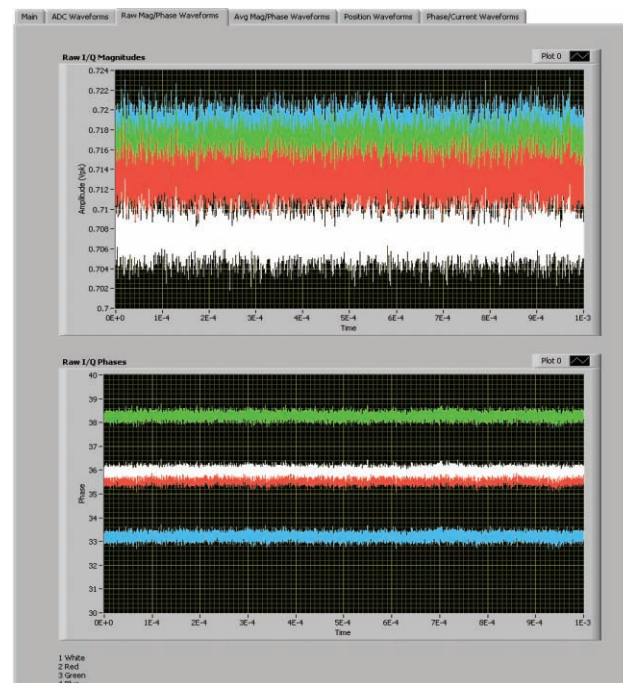 Main ADC Waveforms Raw Mag/Phase Waveforms Avg Mag/Phase Waveforms Position Waveforms Phase/Current Waveforms
Raw I/Q Magnitudes
Plot 0
0.724
0.722
0.72
0.718
0.716
0.714
0.712
0.71
0.708
0.706
0.704
0.702
0.7
Amplitude (Vpk)
0E+0 1E-4 2E-4 3E-4 4E-4 5E-4 6E-4 7E-4 8E-4 9E-4 1E-3
Time
Raw I/Q Phases
Plot 0
40
39
38
37
36
35
34
33
32
31
30
Phase
0E+0 1E-4 2E-4 3E-4 4E-4 5E-4 6E-4 7E-4 8E-4 9E-4 1E-3
Time
1 White
2 Red
3 Green